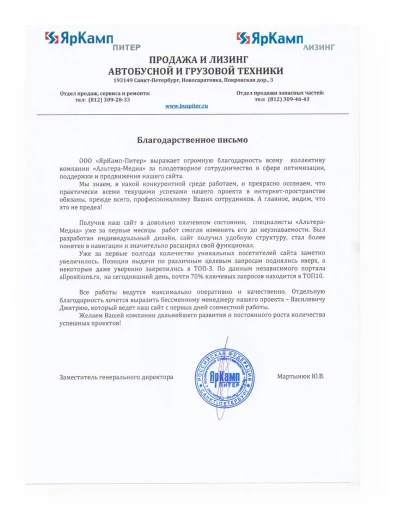 ЯрКамп
ПИТЕР
ЯрКамп
ЛИЗИНГ
ПРОДАЖА И ЛИЗИНГ
АВТОБУСНОЙ И ГРУЗОВОЙ ТЕХНИКИ
193149 Санкт-Петербург, Новосаратовка, Покровская дор., 3
Отдел продаж, сервиса и ремонта:
тел: (812) 309-28-33
Отдел продажи запасных частей:
тел: (812) 309-46-43
www.buspiter.ru
Благодарственное письмо
ООО «ЯрКамп-Питер» выражает огромную благодарность всему коллективу
компании «Альтера-Медиа» за плодотворное сотрудничество в сфере оптимизации,
поддержки и продвижения нашего сайта.
Мы знаем, в какой конкурентной среде работаем, и прекрасно осознаем, что
практически всеми текущими успехами нашего проекта в интернет-пространстве
обязаны, прежде всего, профессионализму Ваших сотрудников. А главное, видим, что
это не предел!
Получив наш сайт в довольно плачевном состоянии, специалисты «Альтера-
Медиа» уже за первые месяцы работ смогли изменить его до неузнаваемости. Был
разработан индивидуальный дизайн, сайт получил удобную структуру, стал более
понятен в навигации и значительно расширил свой функционал.
Уже за первые полгода количество уникальных посетителей сайта заметно
увеличилось. Позиции выдачи по различным целевым запросам поднялись вверх, а
некоторые даже уверенно закрепились в ТОП-3. По данным независимого портала
allpositions.ru, на сегодняшний день, почти 70% ключевых запросов находятся в ТОП10.
Все работы ведутся максимально оперативно и качественно. Отдельную
благодарность хочется выразить бессменному менеджеру нашего проекта – Василевичу
Дмитрию, который ведет наш сайт с первых дней совместной работы.
Желаем Вашей компании дальнейшего развития и постоянного роста количества
успешных проектов!
Заместитель генерального директора
Мартынюк Ю.В.
РОССИЙСКАЯ ФЕДЕРАЦИЯ
ЯрКамп
ПИТЕР
САНКТ-ПЕТЕРБУРГ